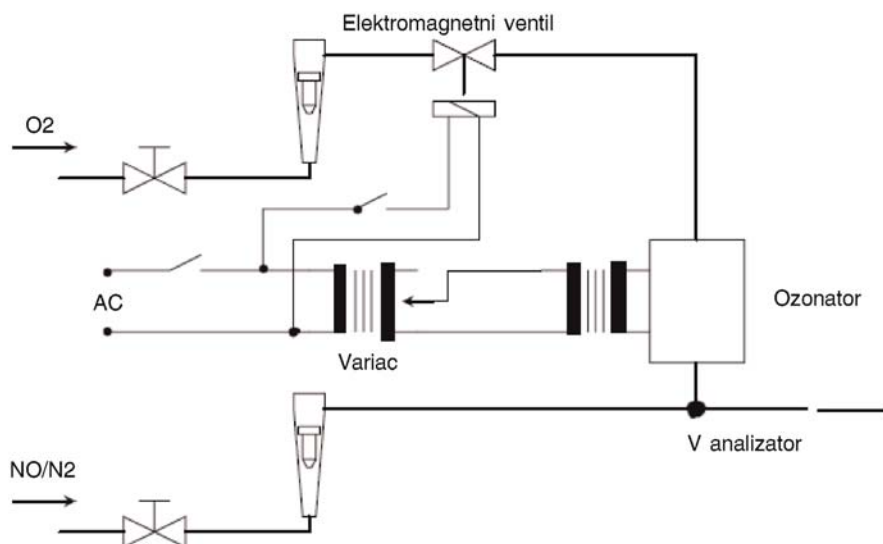 Elektromagnetni ventil
O2
AC
Ozonator
Variac
V analizator
NO/N2